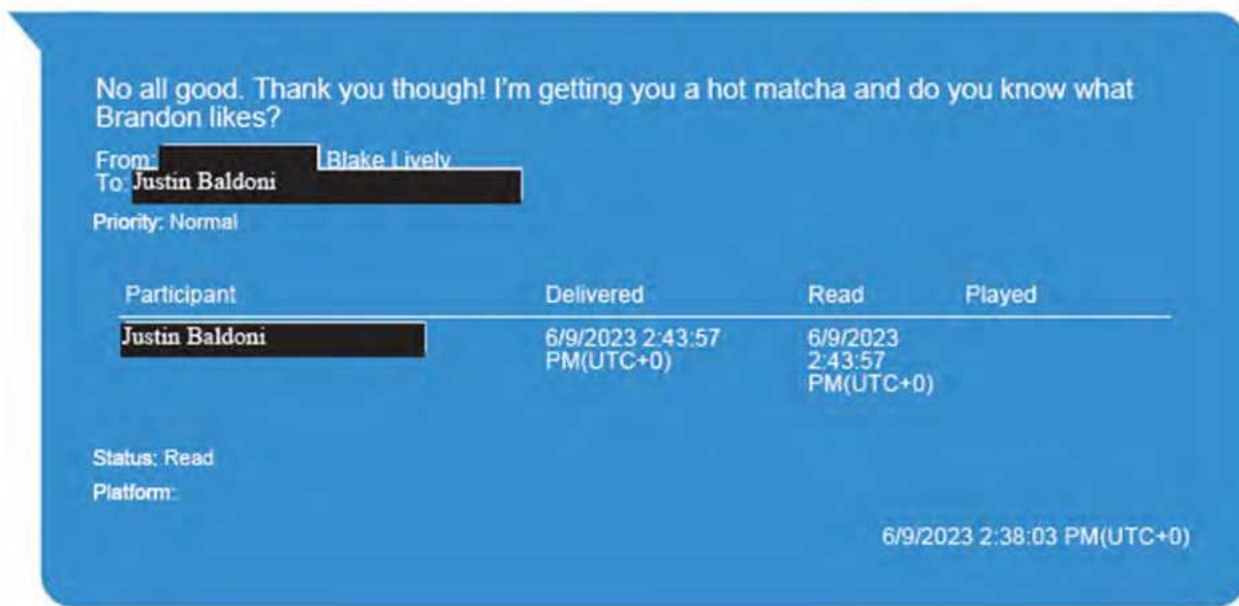 No all good. Thank you though! I'm getting you a hot matcha and do you know what
Brandon likes?
From: Blake Lively
To: Justin Baldoni
Priority: Normal
Participant Delivered Read Played
Justin Baldoni 6/9/2023 2:43:57 6/9/2023
PM(UTC+0) 2:43:57
PM(UTC+0)
Status: Read
Platform:
6/9/2023 2:38:03 PM(UTC+0)